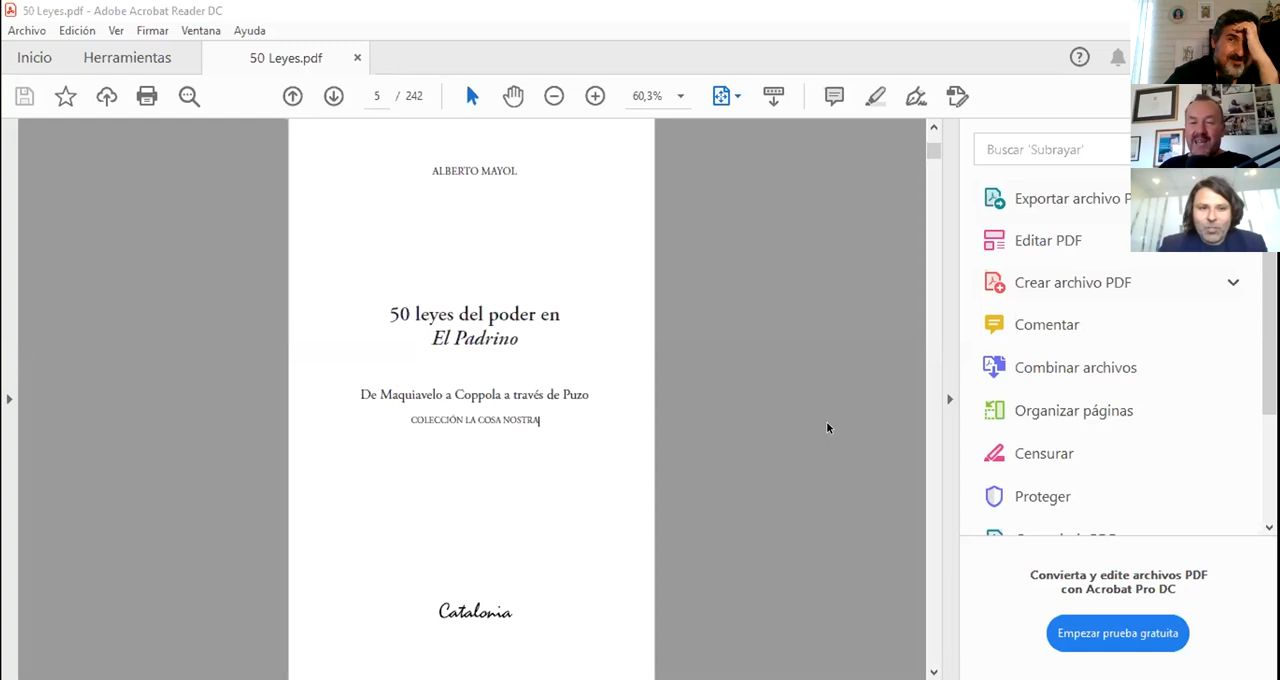 50 Leyes.pdf - Adobe Acrobat Reader DC
Archivo Edición Ver Firmar Ventana Ayuda
Inicio Herramientas 50 Leyes.pdf ×
5 / 242 60,3%
Buscar 'Subrayar'
Exportar archivo P
Editar PDF
Crear archivo PDF
Comentar
Combinar archivos
Organizar páginas
Censurar
Proteger
Convierta y edite archivos PDF
con Acrobat Pro DC
Empezar prueba gratuita
ALBERTO MAYOL
50 leyes del poder en
El Padrino
De Maquiavelo a Coppola a través de Puzo
COLECCIÓN LA COSA NOSTRA
Catalonia